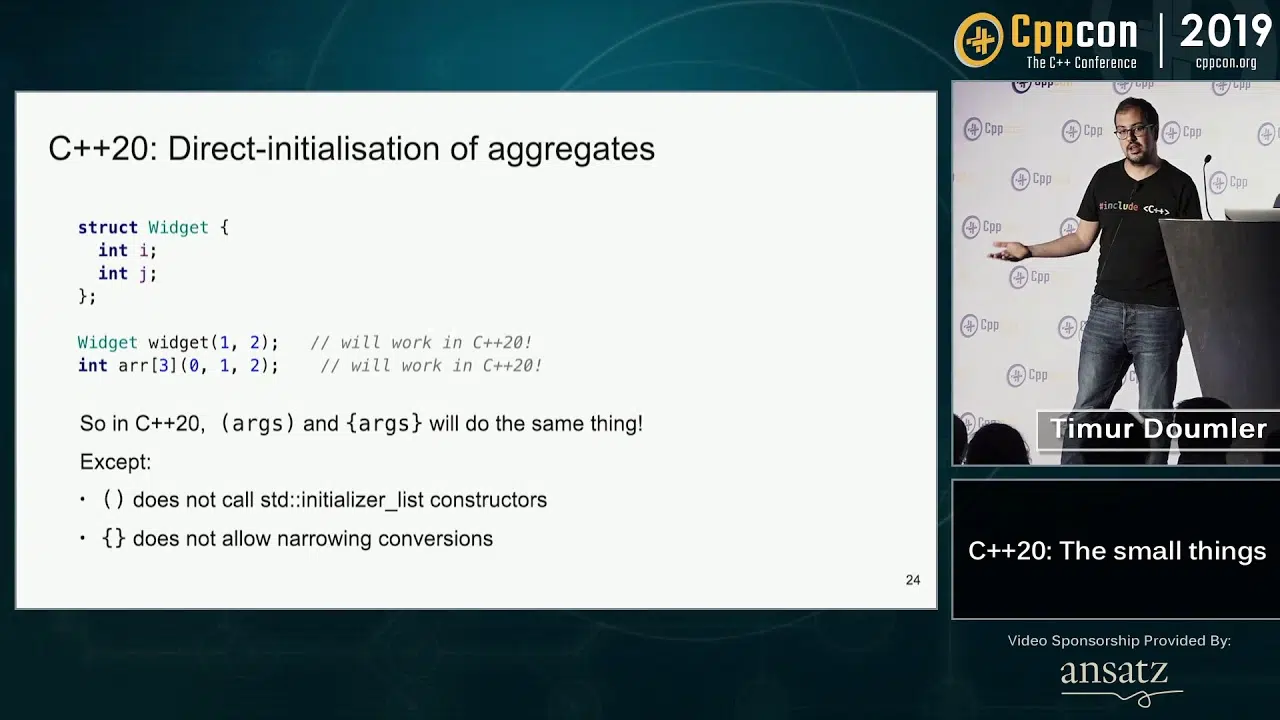 Cppcon | 2019
The C++ Conference
cppcon.org
C++20: Direct-initialisation of aggregates
struct Widget {
int i;
int j;
};
Widget widget(1, 2); // will work in C++20!
int arr[3](0, 1, 2); // will work in C++20!
So in C++20, (args) and {args} will do the same thing!
Except:
• () does not call std::initializer_list constructors
• {} does not allow narrowing conversions
24
Cpp
Cpp
Cpp
Cpp
Cpp
Cpp
Cpp
Cpp
Cpp
#include <C++>
Timur Doumler
C++20: The small things
Video Sponsorship Provided By:
ansatz